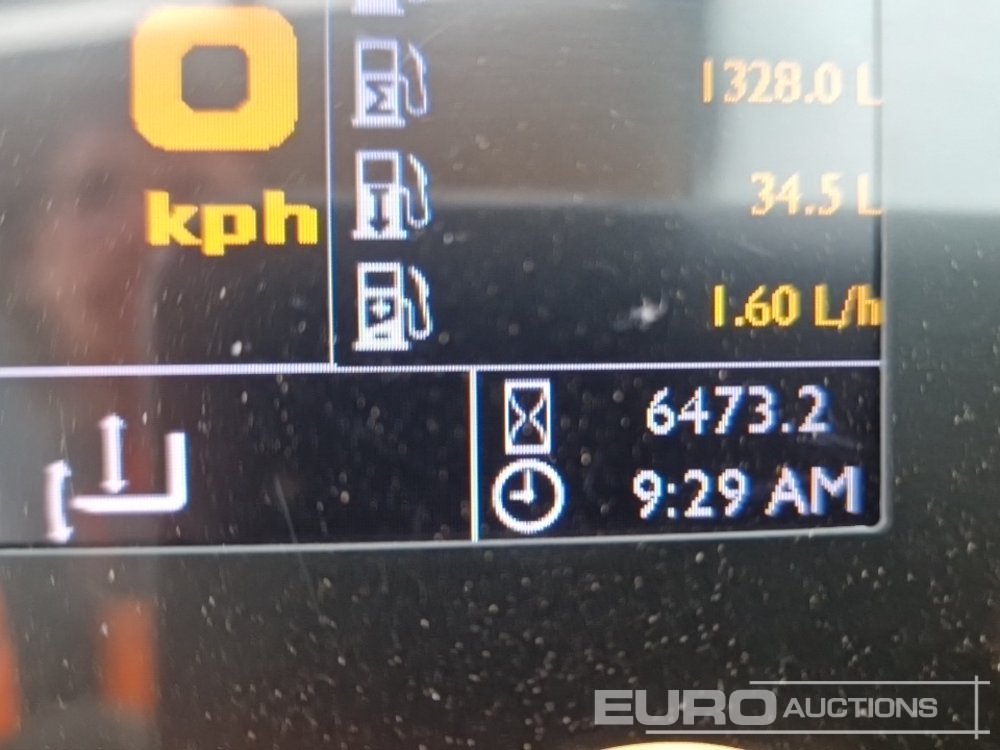 0
kph
1328.0 L
34.5 L
1.60 L/h
6473.2
9:29 AM
EURO AUCTIONS